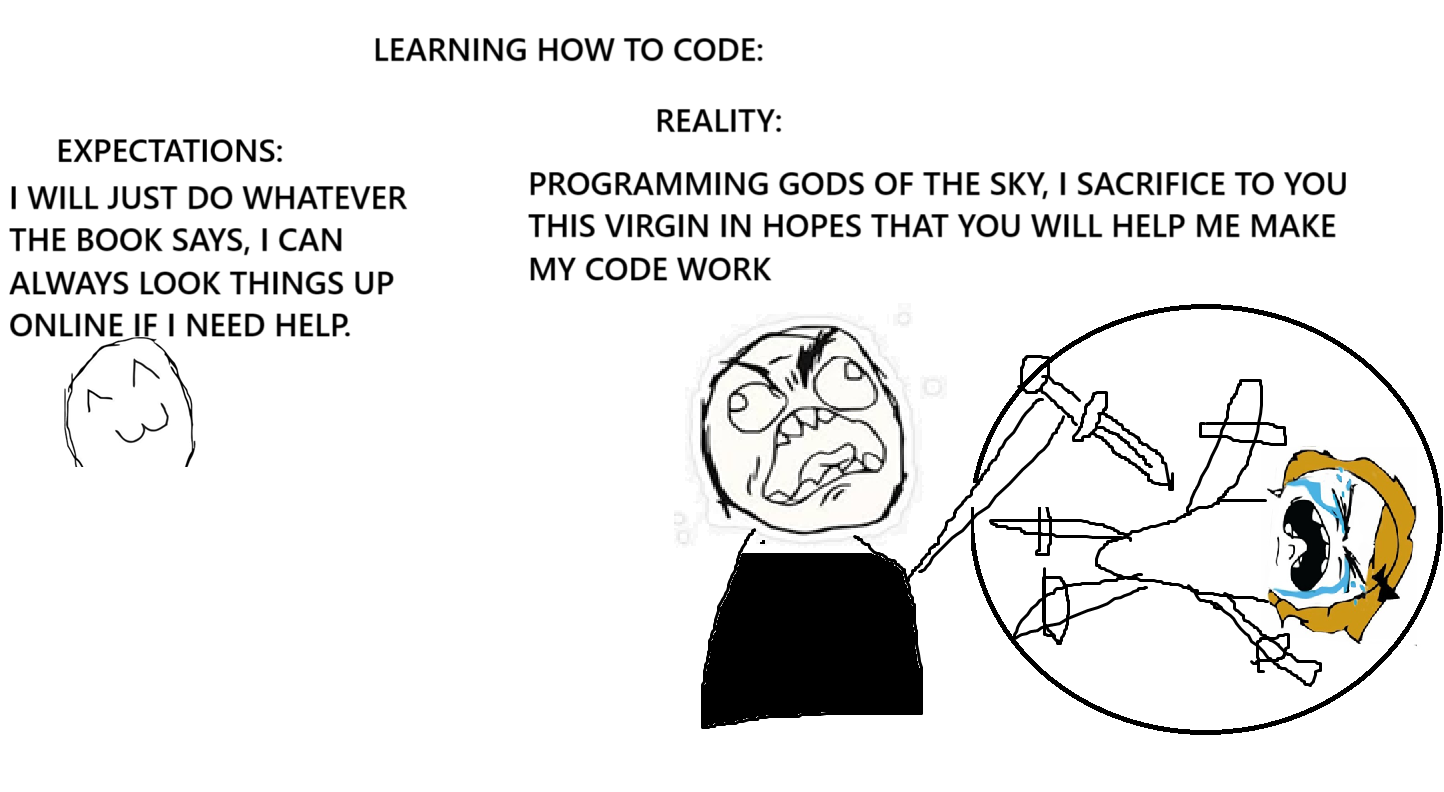 LEARNING HOW TO CODE:
EXPECTATIONS:
I WILL JUST DO WHATEVER
THE BOOK SAYS, I CAN
ALWAYS LOOK THINGS UP
ONLINE IF I NEED HELP.
REALITY:
PROGRAMMING GODS OF THE SKY, I SACRIFICE TO YOU
THIS VIRGIN IN HOPES THAT YOU WILL HELP ME MAKE
MY CODE WORK